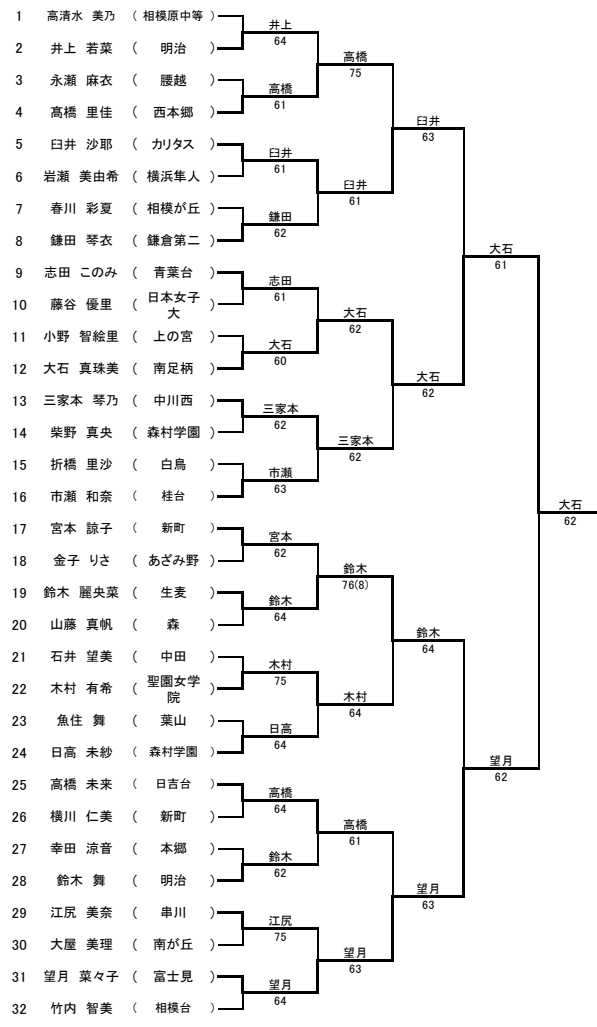 1 高清水 美乃 ( 相模原中等 )
2 井上 若菜 ( 明治 )
3 永瀬 麻衣 ( 腰越 )
4 髙橋 里佳 ( 西本郷 )
5 臼井 沙耶 ( カリタス )
6 岩瀬 美由希 ( 横浜隼人 )
7 春川 彩夏 ( 相模が丘 )
8 鎌田 琴衣 ( 鎌倉第二 )
9 志田 このみ ( 青葉台 )
10 藤谷 優里 ( 日本女子大 )
11 小野 智絵里 ( 上の宮 )
12 大石 真珠美 ( 南足柄 )
13 三家本 琴乃 ( 中川西 )
14 柴野 真央 ( 森村学園 )
15 折橋 里沙 ( 白鳥 )
16 市瀬 和奈 ( 桂台 )
17 宮本 諒子 ( 新町 )
18 金子 りさ ( あざみ野 )
19 鈴木 麗央菜 ( 生麦 )
20 山藤 真帆 ( 森 )
21 石井 望美 ( 中田 )
22 木村 有希 ( 聖園女学院 )
23 魚住 舞 ( 葉山 )
24 日高 未紗 ( 森村学園 )
25 高橋 未来 ( 日吉台 )
26 横川 仁美 ( 新町 )
27 幸田 涼音 ( 本郷 )
28 鈴木 舞 ( 明治 )
29 江尻 美奈 ( 串川 )
30 大屋 美理 ( 南が丘 )
31 望月 菜々子 ( 富士見 )
32 竹内 智美 ( 相模台 )
井上
64
高橋
61
臼井
61
鎌田
62
志田
61
大石
60
三家本
62
市瀬
63
宮本
62
鈴木
64
木村
75
日高
64
高橋
64
鈴木
62
江尻
75
望月
64
高橋
75
臼井
61
大石
62
三家本
62
鈴木
76(8)
木村
64
高橋
61
望月
63
臼井
63
大石
62
鈴木
64
望月
63
大石
61
望月
62
大石
62